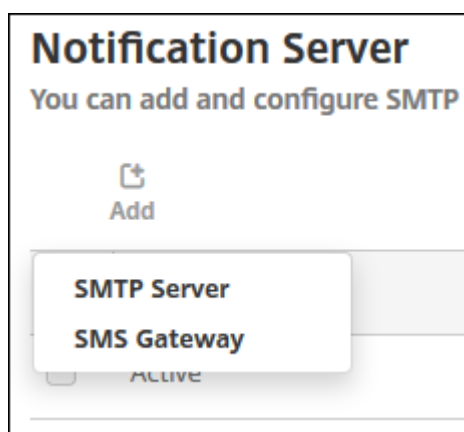 Notification Server
You can add and configure SMTP
Add
SMTP Server
SMS Gateway
Active